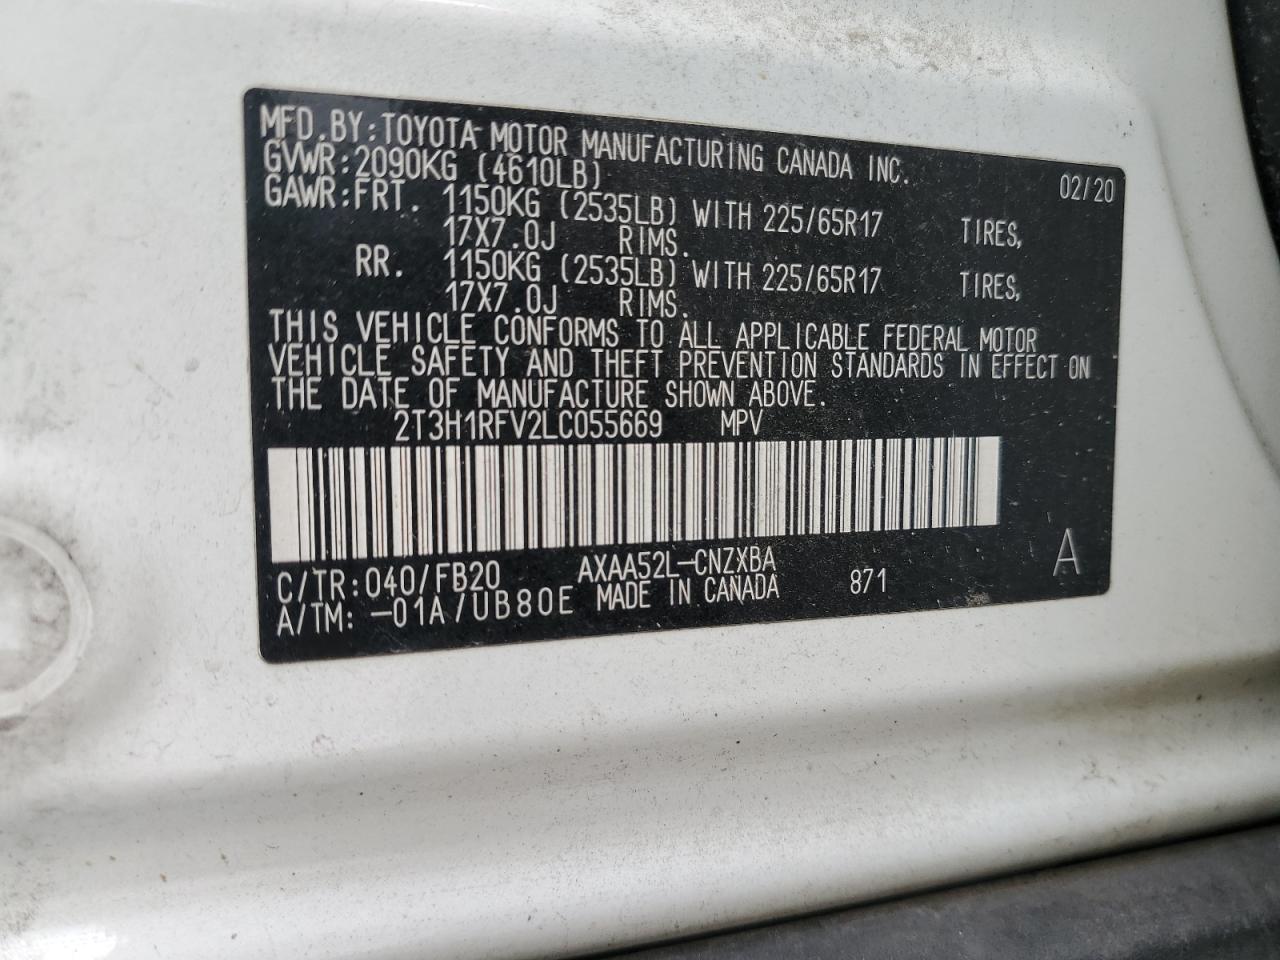 MFD.BY:TOYOTA MOTOR MANUFACTURING CANADA INC.
GVWR:2090KG (4610LB) 02/20
GAWR:FRT. 1150KG (2535LB) WITH 225/65R17 TIRES,
17X7.0J RIMS.
RR. 1150KG (2535LB) WITH 225/65R17 TIRES,
17X7.0J RIMS.
THIS VEHICLE CONFORMS TO ALL APPLICABLE FEDERAL MOTOR
VEHICLE SAFETY AND THEFT PREVENTION STANDARDS IN EFFECT ON
THE DATE OF MANUFACTURE SHOWN ABOVE.
2T3H1RFV2LC055669 MPV
C/TR:040/FB20 AXAA52L-CNZXBA A
A/TM: -01A/UB80E MADE IN CANADA 871